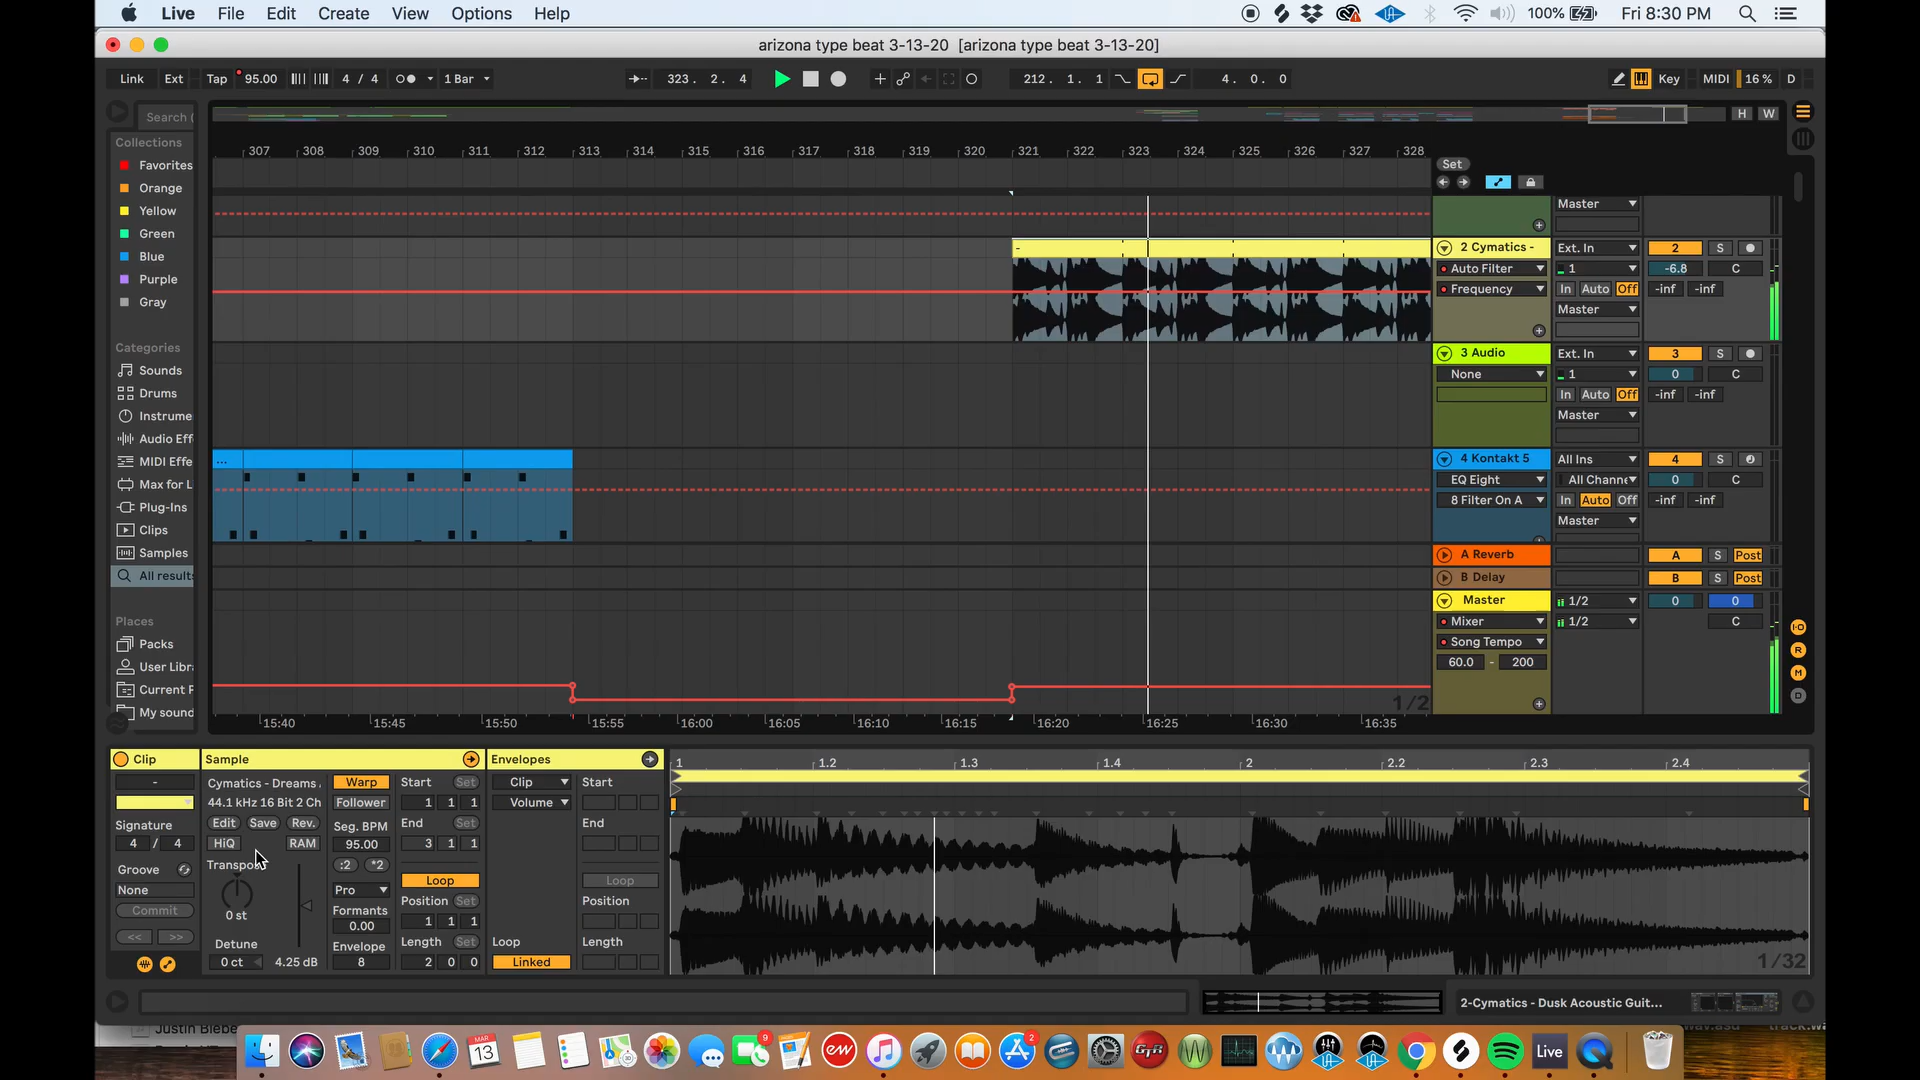 Live File Edit Create View Options Help 100% Fri 8:30 PM
arizona type beat 3-13-20 [arizona type beat 3-13-20]
Link Ext Tap 95.00 4 / 4 1 Bar 323. 2. 4 212. 1. 1 4. 0. 0 Key MIDI 16 % D
Search (
H W
Collections
Favorites
Orange
Yellow
Green
Blue
Purple
Gray
Categories
Sounds
Drums
Instrume
Audio Eff
MIDI Effe
Max for L
Plug-Ins
Clips
Samples
All results
Places
Packs
User Libra
Current P
My sound
307 308 309 310 311 312 313 314 315 316 317 318 319 320 321 322 323 324 325 326 327 328
Set
Master
2 Cymatics - Ext. In 2 S
Auto Filter 1 -6.8 C
Frequency In Auto Off -inf -inf
Master
3 Audio Ext. In 3 S
None 1 0 C
In Auto Off -inf -inf
Master
... 4 Kontakt 5 All Ins 4 S
EQ Eight All Channe 0 C
8 Filter On A In Auto Off -inf -inf
Master
A Reverb A S Post
B Delay B S Post
Master 1/2 0 0
Mixer 1/2 C
Song Tempo
60.0 - 200
I·O
R
M
D
1/2
15:40 15:45 15:50 15:55 16:00 16:05 16:10 16:15 16:20 16:25 16:30 16:35
Clip
-
Signature
4 / 4
Groove
None
Commit
<< >>
Sample
Cymatics - Dreams
44.1 kHz 16 Bit 2 Ch
Edit Save Rev.
HiQ RAM
Transpos
0 st
Detune
0 ct 4.25 dB
Warp
Follower
Seg. BPM
95.00
:2 *2
Pro
Formants
0.00
Envelope
8
Start Set
1 1 1
End Set
3 1 1
Loop
Position Set
1 1 1
Length Set
2 0 0
Envelopes
Clip
Volume
Loop
Linked
Start
End
Loop
Position
Length
1 1.2 1.3 1.4 2 2.2 2.3 2.4
1/32
2-Cymatics - Dusk Acoustic Guit...
Justin Biebe
MAR
13
9
2
Live